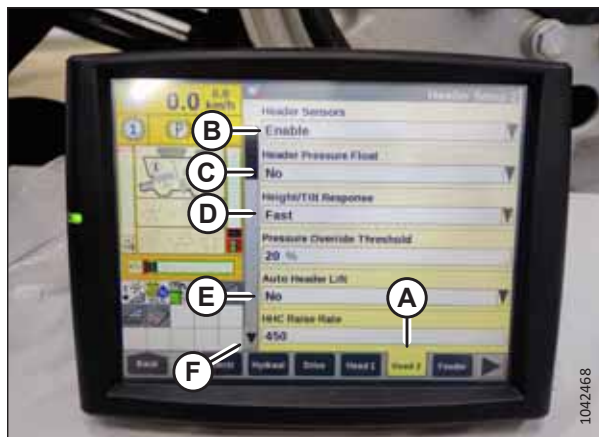 0.0 0.0
km/h
Header Setup 2
1 P
Header Sensors
B Enable
Header Pressure Float
C No
Height/Tilt Response
D Fast
Pressure Override Threshold
20 %
Auto Header Lift
E No
A
HHC Raise Rate
450
F
Back Hydraul Drive Head 1 Head 2 Feeder
1042468